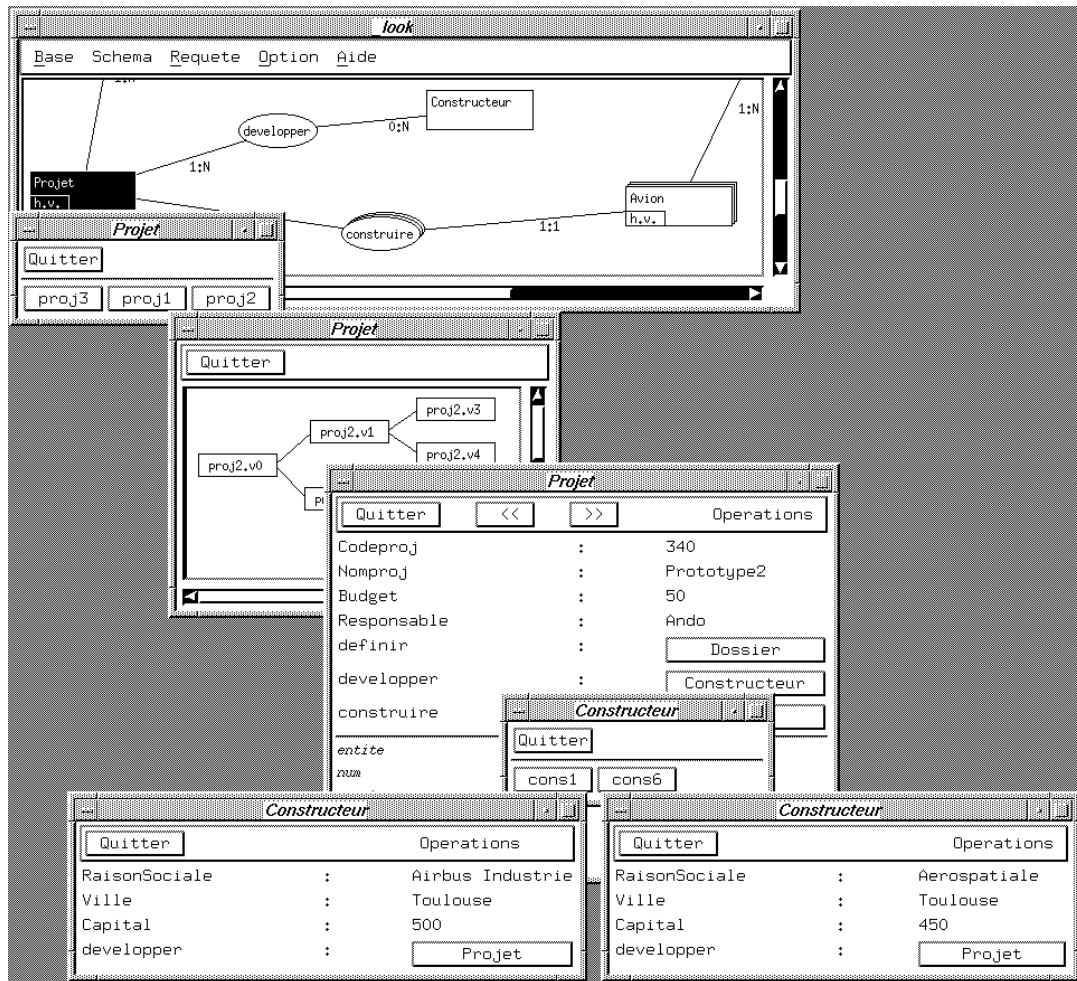 _look
Base Schema Requete Option Aide
1:N
Constructeur
1:N
developper
0:N
1:N
Projet
h.v.
Avion
h.v.
construire
1:1
Projet
Quitter
proj3 proj1 proj2
Projet
Quitter
proj2.v3
proj2.v1
proj2.v4
proj2.v0
Projet
Quitter << >> Operations
Codeproj : 340
Nomproj : Prototype2
Budget : 50
Responsable : Ando
definir : Dossier
developper : Constructeur
construire
entite
num
Constructeur
Quitter
cons1 cons6
Constructeur
Quitter Operations
RaisonSociale : Airbus Industrie
Ville : Toulouse
Capital : 500
developper : Projet
Constructeur
Quitter Operations
RaisonSociale : Aerospatiale
Ville : Toulouse
Capital : 450
developper : Projet